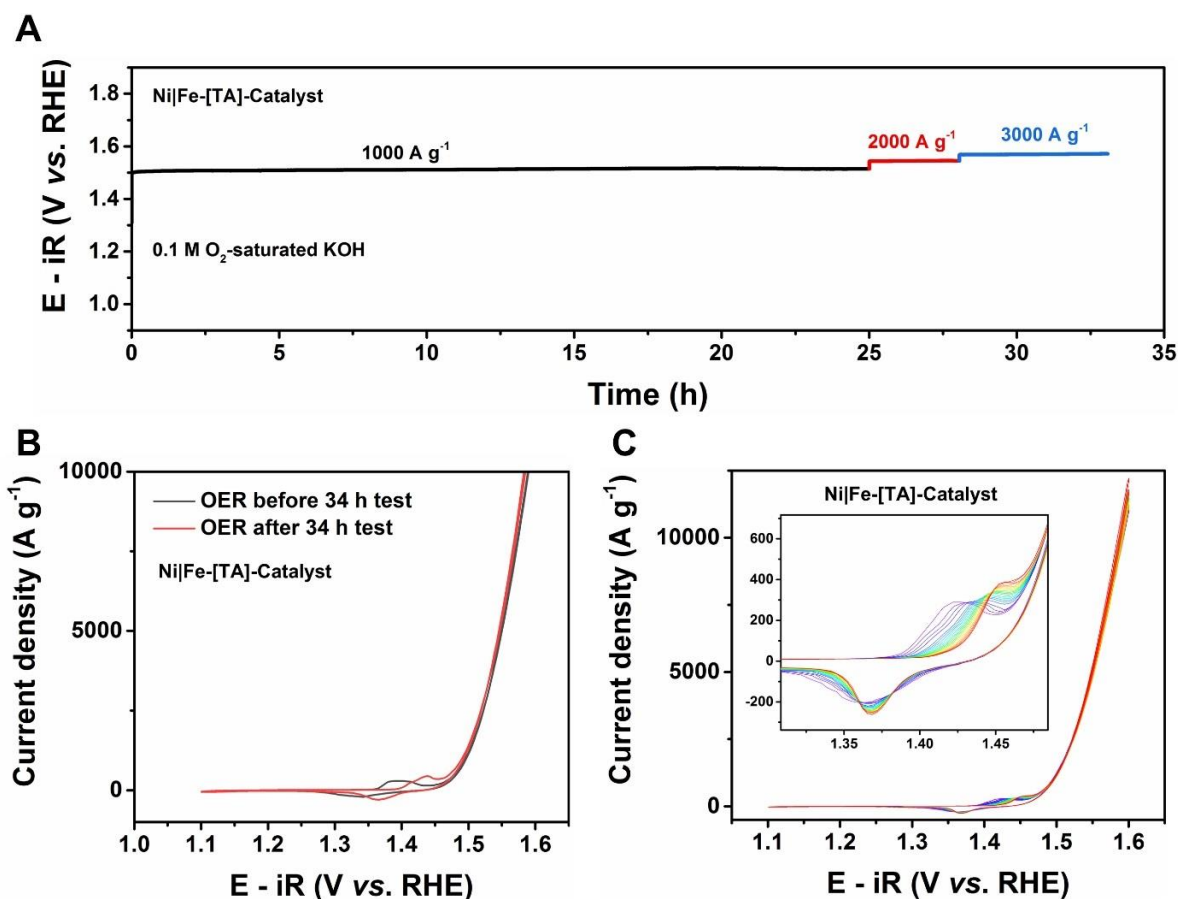 A
E - iR (V vs. RHE)
1.8
1.6
1.4
1.2
1.0
Ni|Fe-[TA]-Catalyst
1000 A g⁻¹
2000 A g⁻¹
3000 A g⁻¹
0.1 M O₂-saturated KOH
0 5 10 15 20 25 30 35
Time (h)
B
Current density (A g⁻¹)
10000
5000
0
OER before 34 h test
OER after 34 h test
Ni|Fe-[TA]-Catalyst
1.0 1.1 1.2 1.3 1.4 1.5 1.6
E - iR (V vs. RHE)
C
Current density (A g⁻¹)
10000
5000
0
Ni|Fe-[TA]-Catalyst
600
400
200
0
-200
1.35 1.40 1.45
1.1 1.2 1.3 1.4 1.5 1.6
E - iR (V vs. RHE)